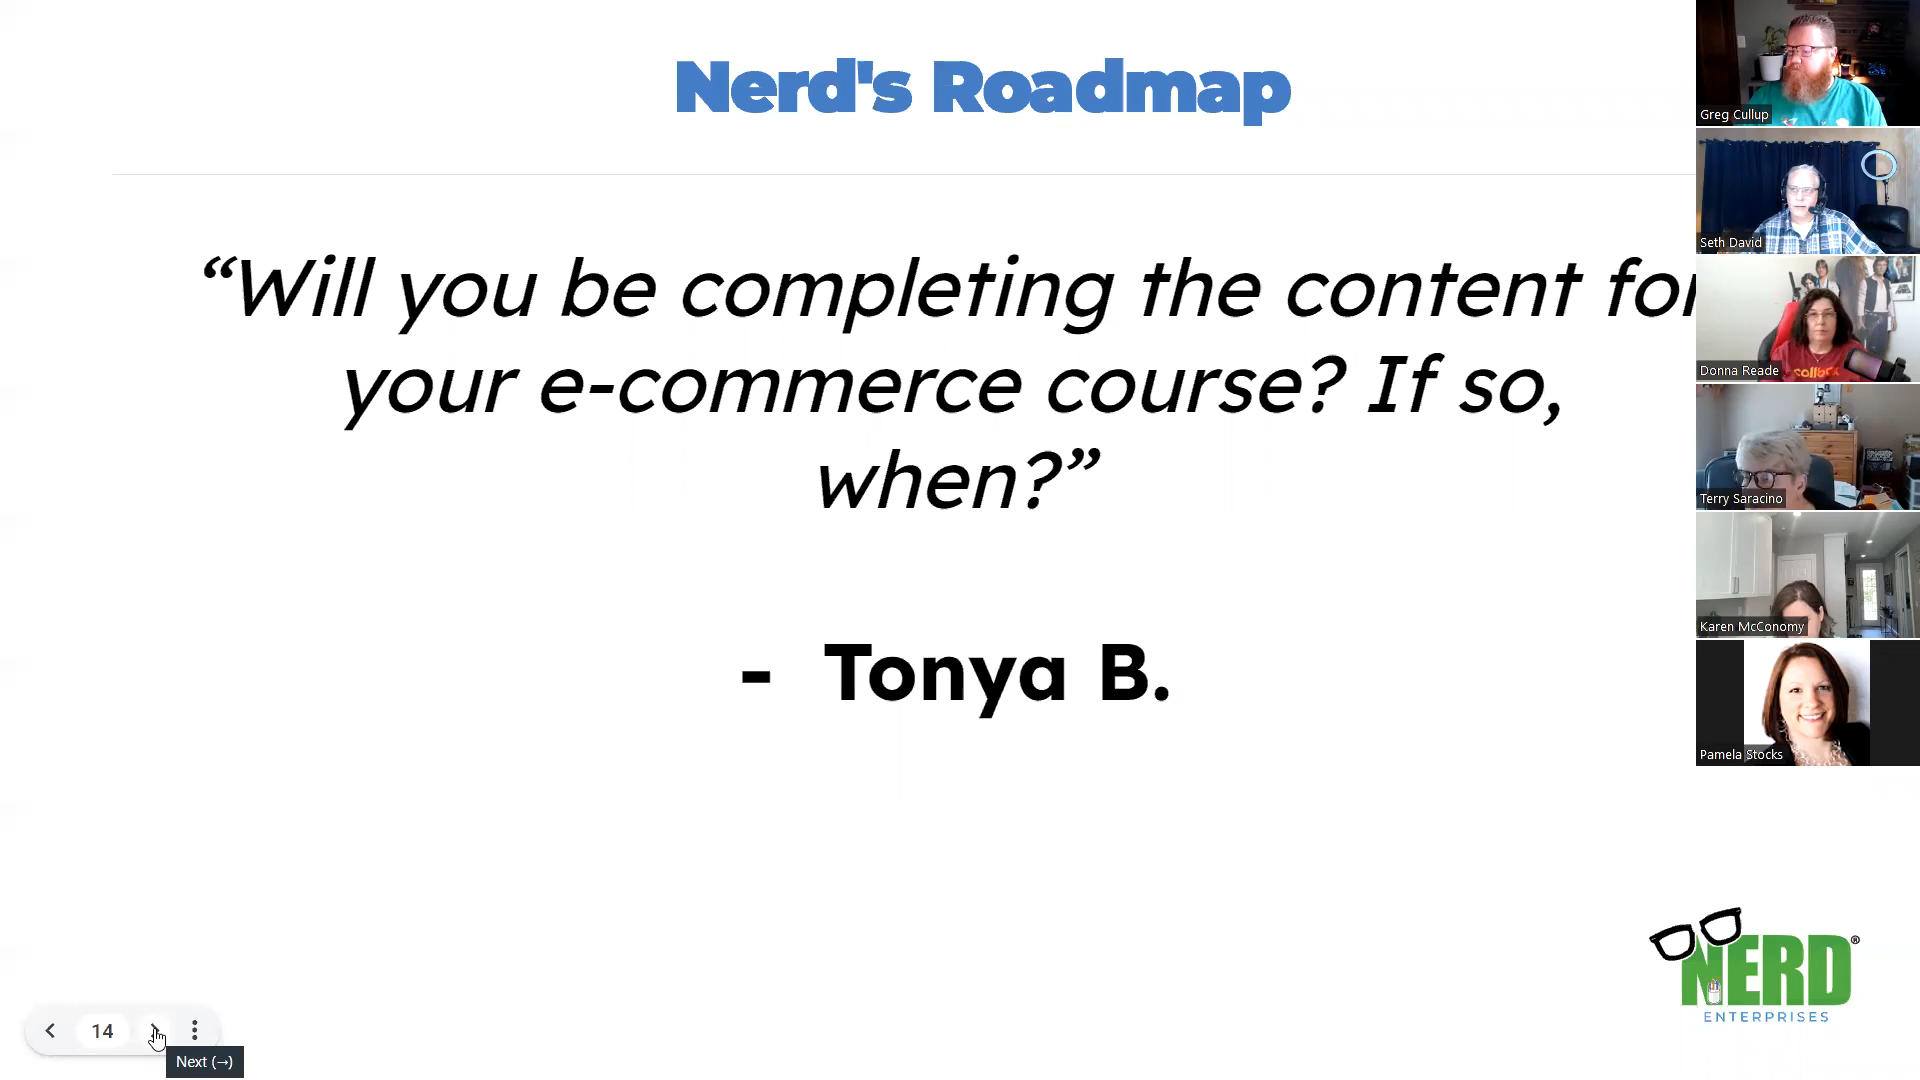 Nerd's Roadmap
“Will you be completing the content for
your e-commerce course? If so,
when?”
- Tonya B.
Greg Cullup
Seth David
Donna Reade
Terry Saracino
Karen McConomy
Pamela Stocks
NERD®
ENTERPRISES
14
Next (→)